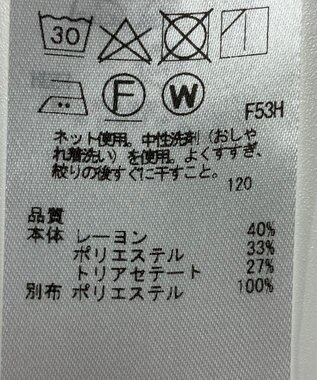 30
F W
F53H
ネット使用。中性洗剤（おしゃ
れ着洗い）を使用。よくすすぎ、
絞りの後すぐに干すこと。
120
品質
本体 レーヨン 40%
ポリエステル 33%
トリアセテート 27%
別布 ポリエステル 100%